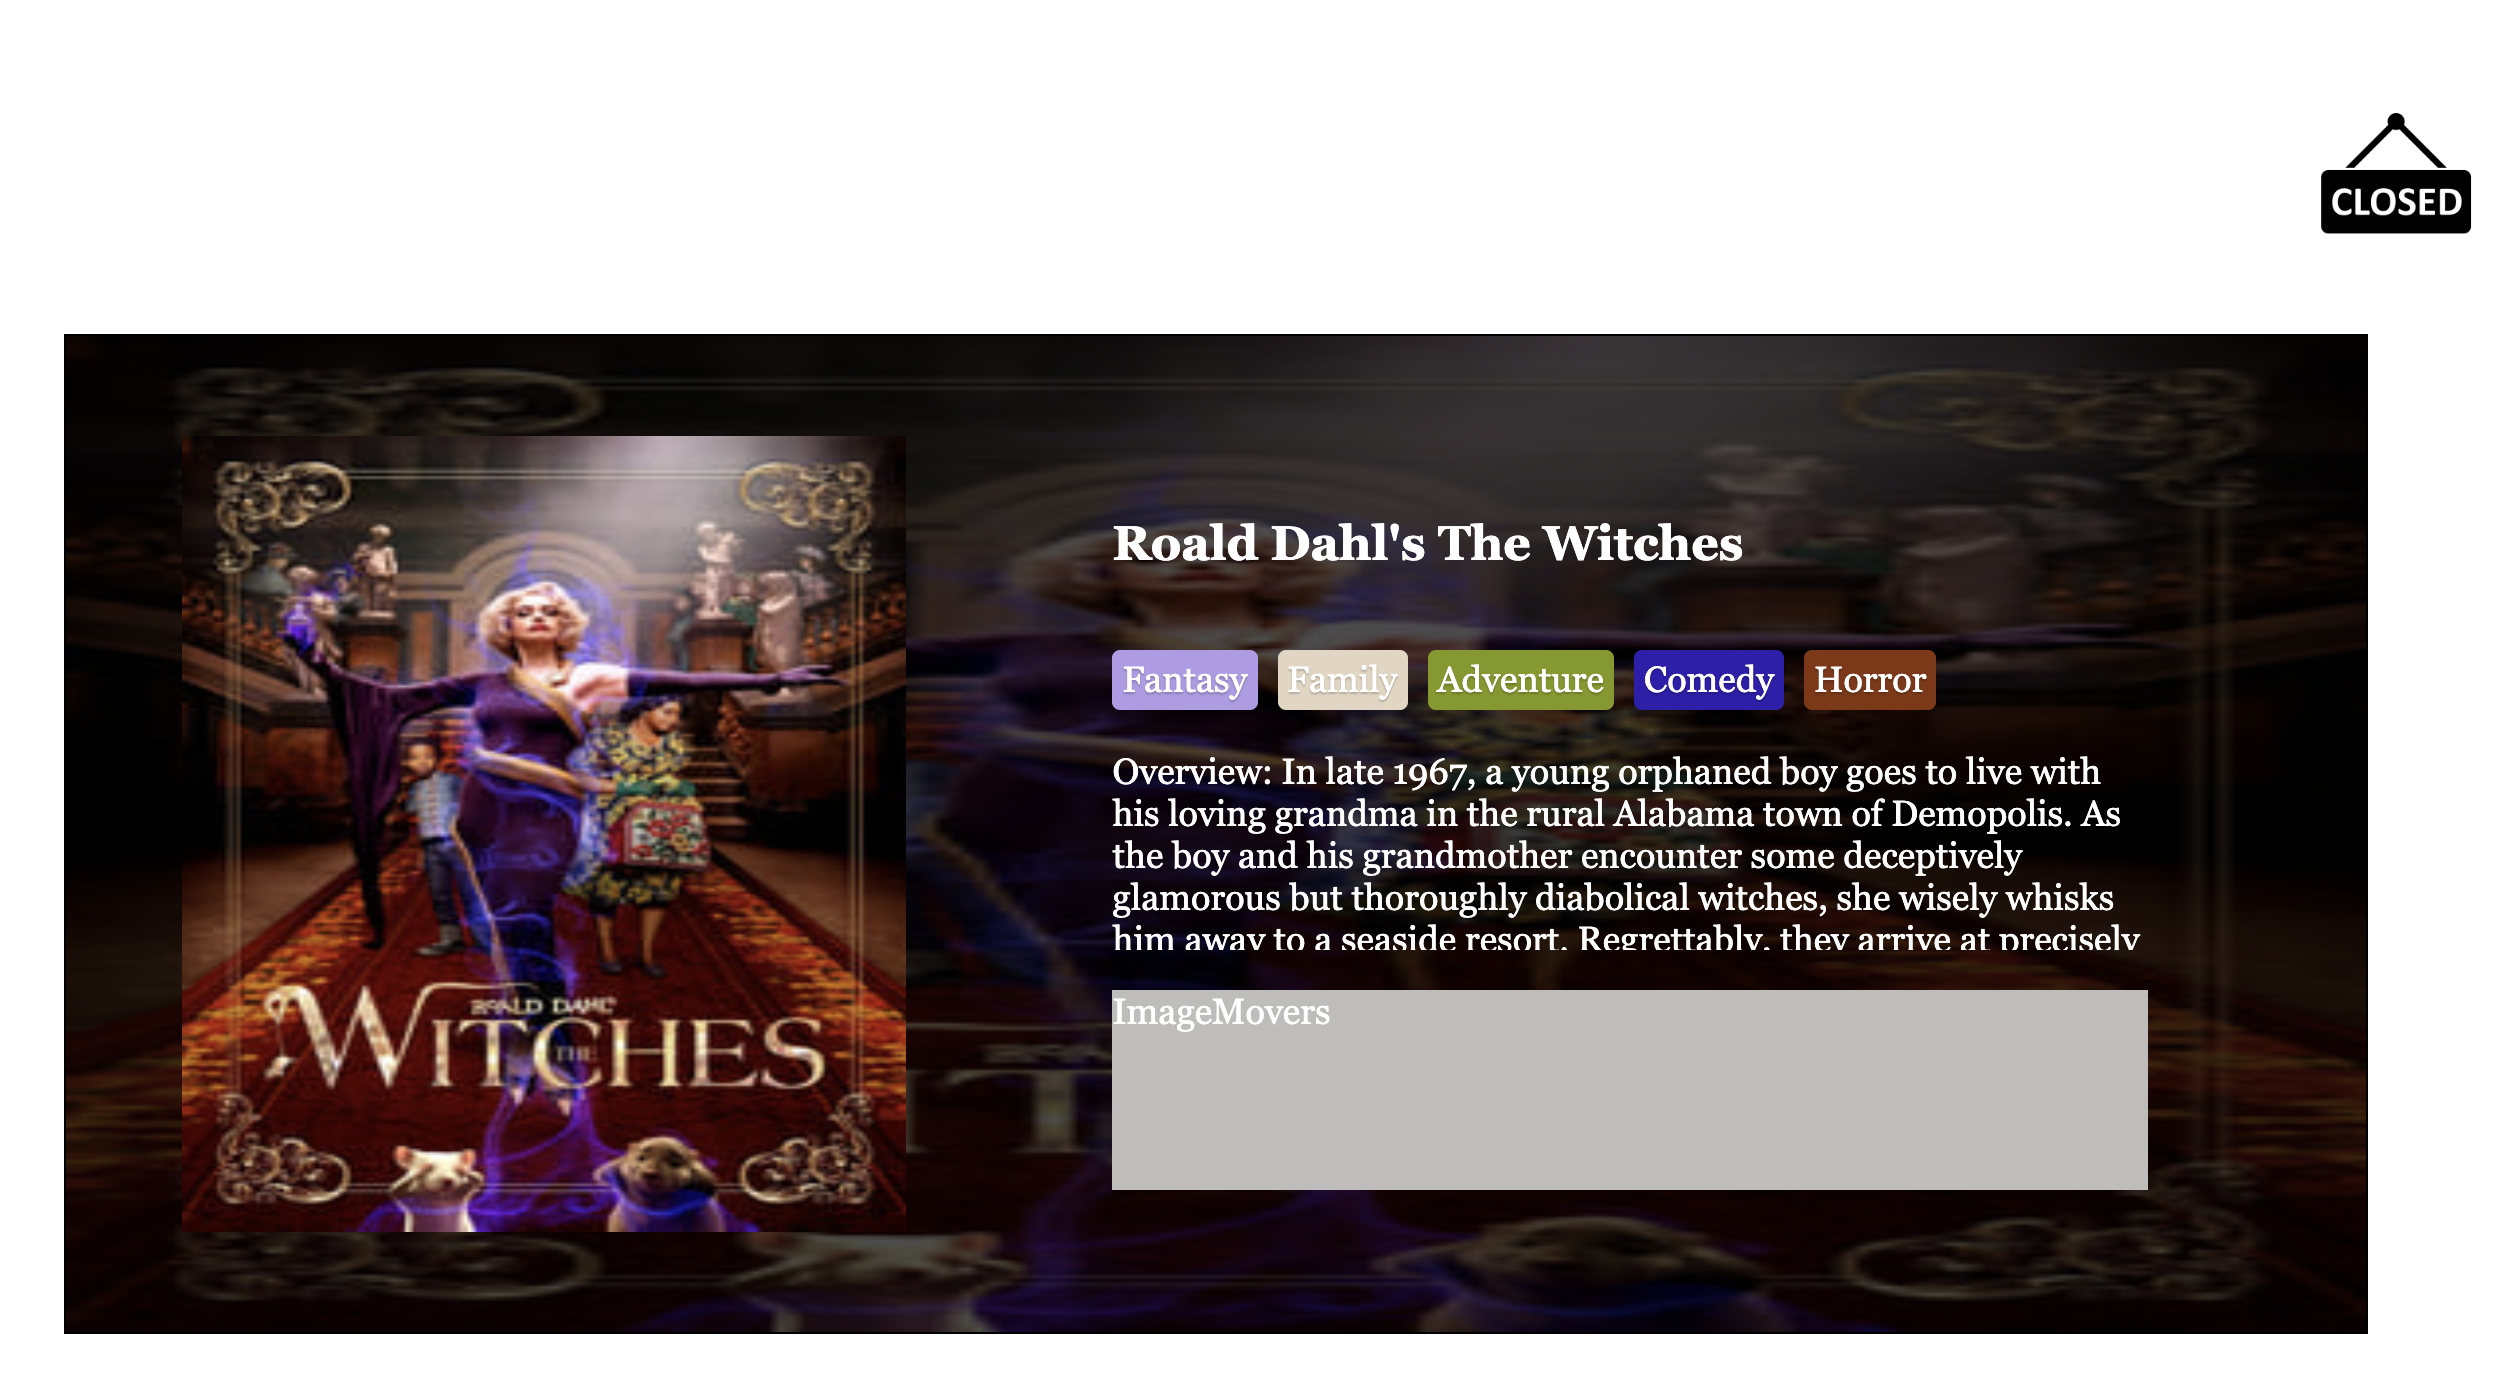 CLOSED
Roald Dahl's The Witches
Fantasy Family Adventure Comedy Horror
Overview: In late 1967, a young orphaned boy goes to live with
his loving grandma in the rural Alabama town of Demopolis. As
the boy and his grandmother encounter some deceptively
glamorous but thoroughly diabolical witches, she wisely whisks
him away to a seaside resort. Regrettably, they arrive at precisely
ImageMovers
ROALD DAHL'S
THE
WITCHES